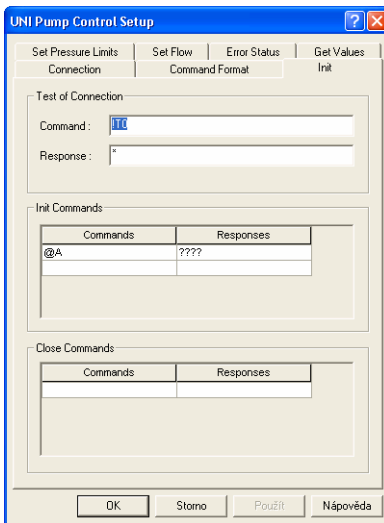 UNI Pump Control Setup
Set Pressure Limits Set Flow Error Status Get Values
Connection Command Format Init
Test of Connection
Command : !T0
Response : *
Init Commands
Commands Responses
@A ????
Close Commands
Commands Responses
OK Storno Použít Nápověda